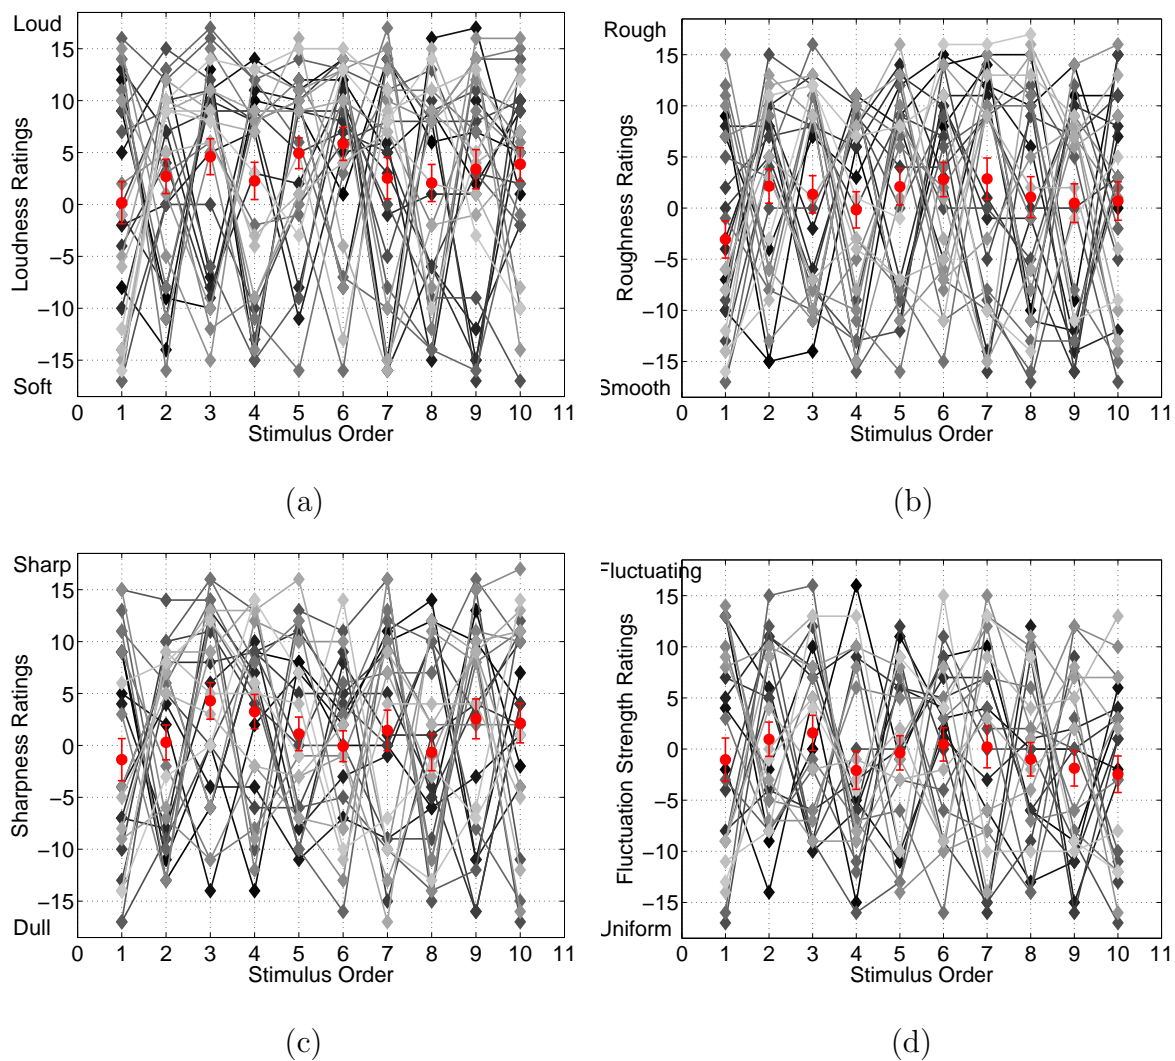 Loud
15
10
5
0
−5
−10
−15
Soft
Loudness Ratings
0 1 2 3 4 5 6 7 8 9 10 11
Stimulus Order
(a)
Rough
15
10
5
0
−5
−10
−15
Smooth
Roughness Ratings
0 1 2 3 4 5 6 7 8 9 10 11
Stimulus Order
(b)
Sharp
15
10
5
0
−5
−10
−15
Dull
Sharpness Ratings
0 1 2 3 4 5 6 7 8 9 10 11
Stimulus Order
(c)
Fluctuating
15
10
5
0
−5
−10
−15
Uniform
Fluctuation Strength Ratings
0 1 2 3 4 5 6 7 8 9 10 11
Stimulus Order
(d)